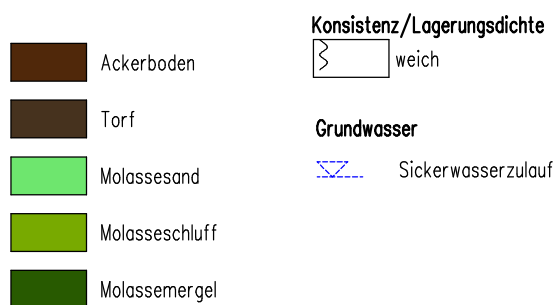 Ackerboden
Torf
Molassesand
Molasseschluff
Molassemergel
Konsistenz/Lagerungsdichte
weich
Grundwasser
Sickerwasserzulauf